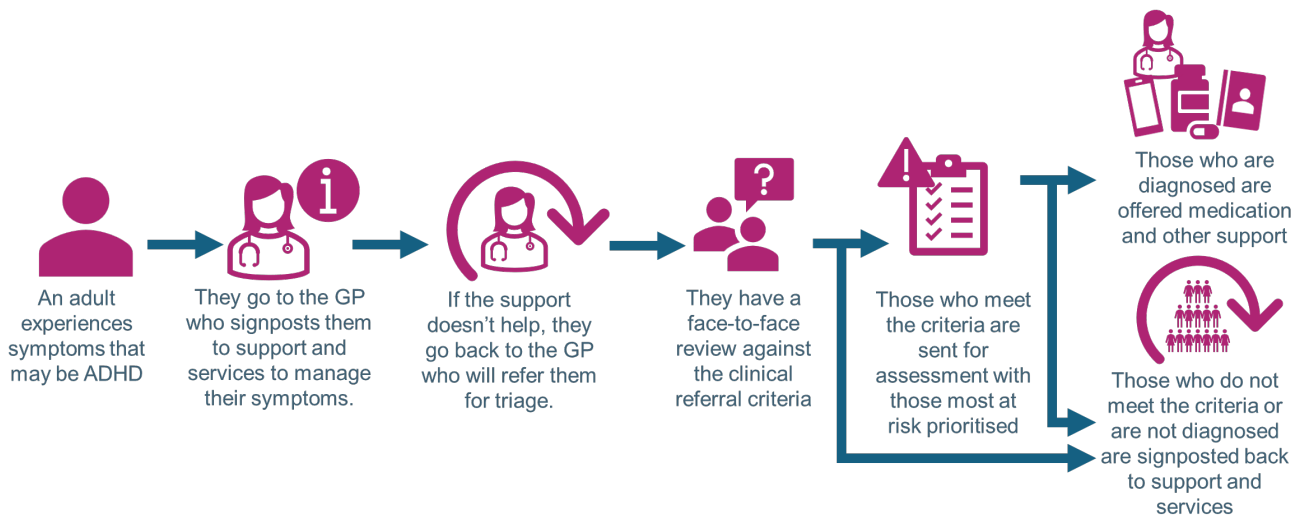 An adult
experiences
symptoms that
may be ADHD
i
They go to the GP
who signposts them
to support and
services to manage
their symptoms.
If the support
doesn’t help, they
go back to the GP
who will refer them
for triage.
?
They have a
face-to-face
review against
the clinical
referral criteria
!
Those who meet
the criteria are
sent for
assessment with
those most at
risk prioritised
Those who are
diagnosed are
offered medication
and other support
Those who do not
meet the criteria or
are not diagnosed
are signposted back
to support and
services